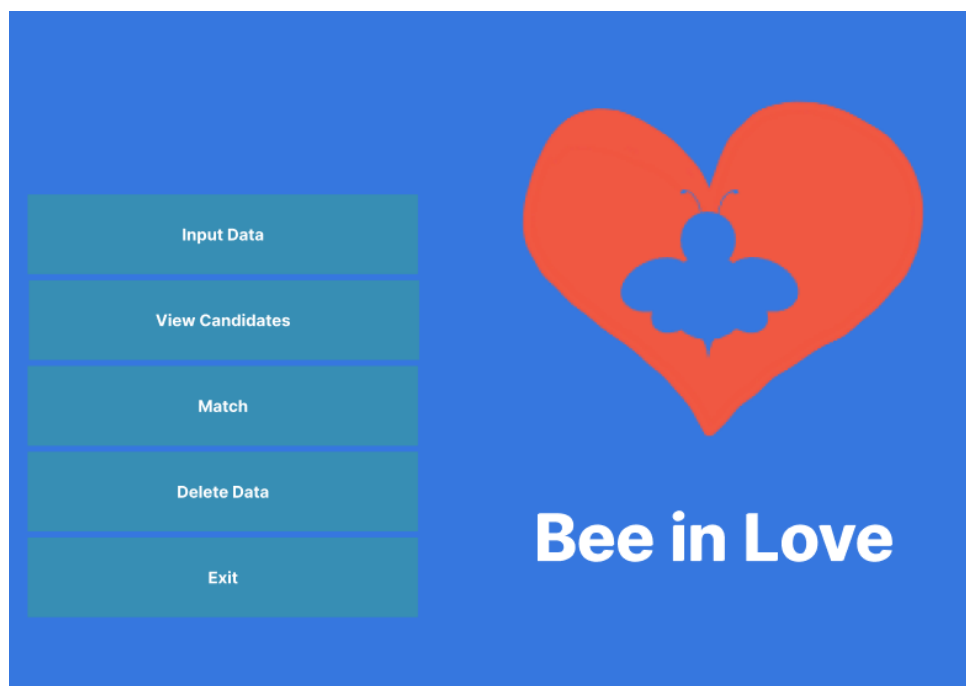 Input Data
View Candidates
Match
Delete Data
Exit
Bee in Love